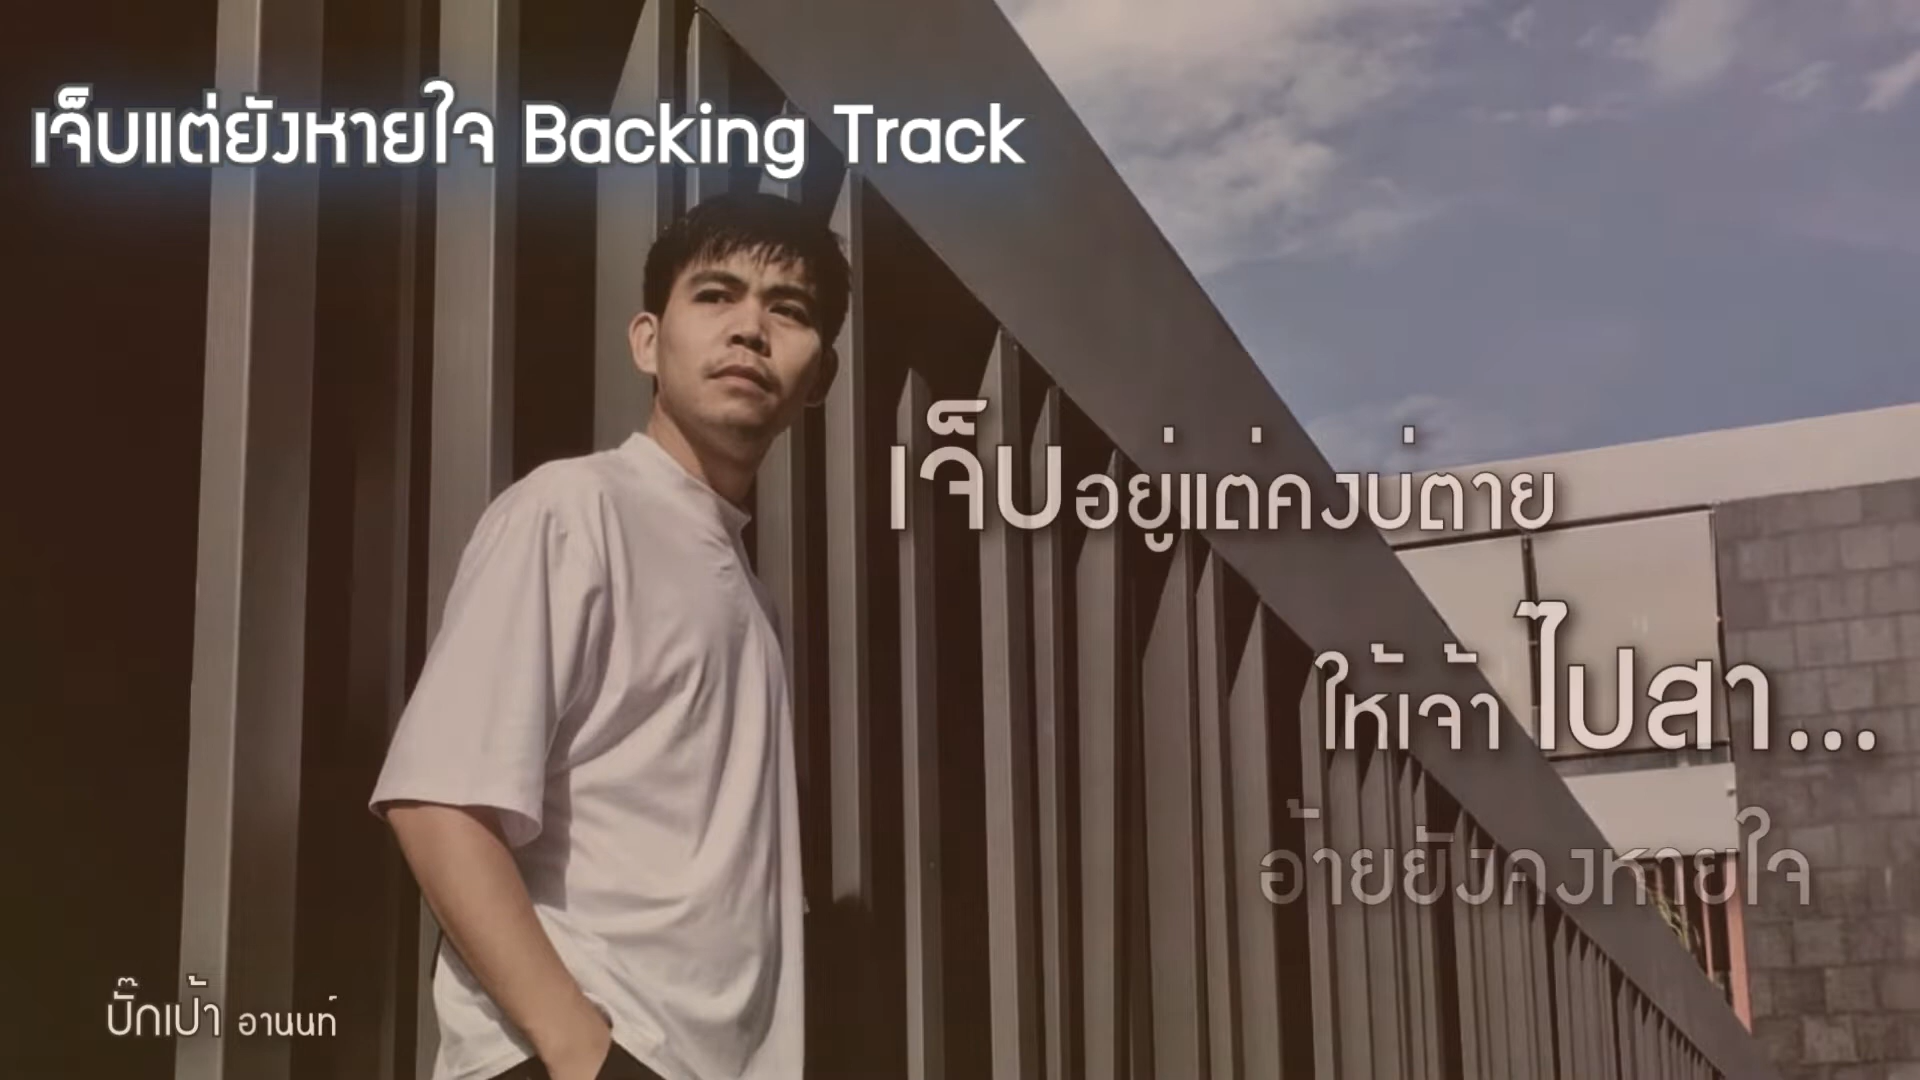 เจ็บแต่ยังหายใจ Backing Track
เจ็บอยู่แต่คงบ่ตาย
ให้เจ้าไปสา...
อ้ายยังคงหายใจ
บั๊กเป้า อานนท์